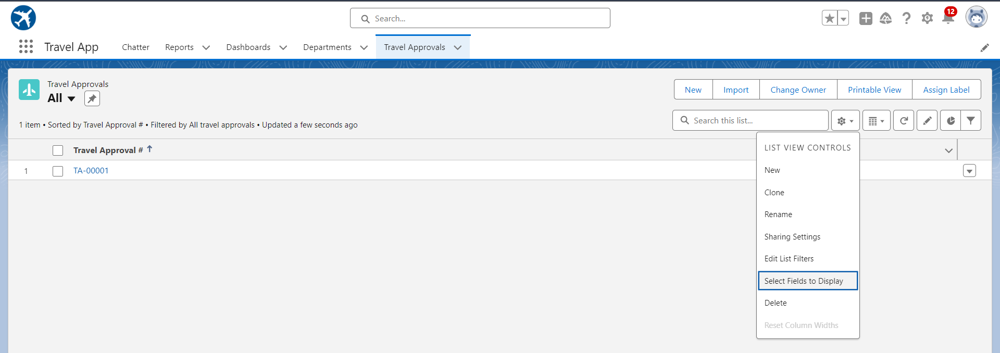 Search...
12
Travel App
Chatter
Reports
Dashboards
Departments
Travel Approvals
Travel Approvals
All
New
Import
Change Owner
Printable View
Assign Label
1 item • Sorted by Travel Approval # • Filtered by All travel approvals • Updated a few seconds ago
Search this list...
Travel Approval #
1
TA-00001
LIST VIEW CONTROLS
New
Clone
Rename
Sharing Settings
Edit List Filters
Select Fields to Display
Delete
Reset Column Widths